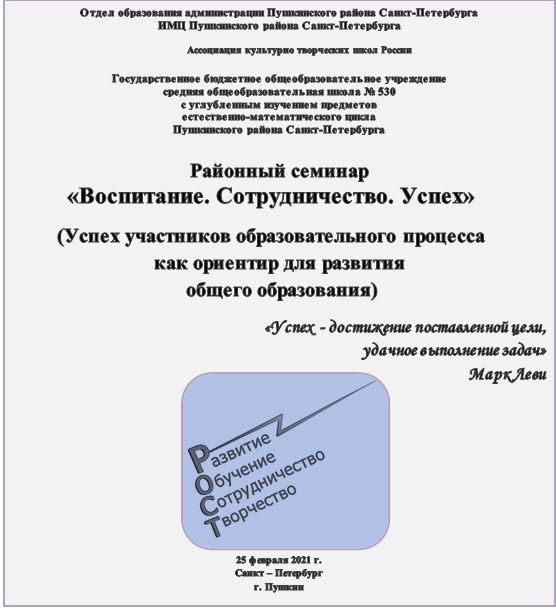 Отдел образования администрации Пушкинского района Санкт-Петербурга
ИМЦ Пушкинского района Санкт-Петербурга
Ассоциация культурно творческих школ России
Государственное бюджетное общеобразовательное учреждение
средняя общеобразовательная школа № 530
с углубленным изучением предметов
естественно-математического цикла
Пушкинского района Санкт-Петербурга
Районный семинар
«Воспитание. Сотрудничество. Успех»
(Успех участников образовательного процесса
как ориентир для развития
общего образования)
«Успех - достижение поставленной цели,
удачное выполнение задач»
Марк Леви
Развитие
Обучение
Сотрудничество
Творчество
25 февраля 2021 г.
Санкт – Петербург
г. Пушкин